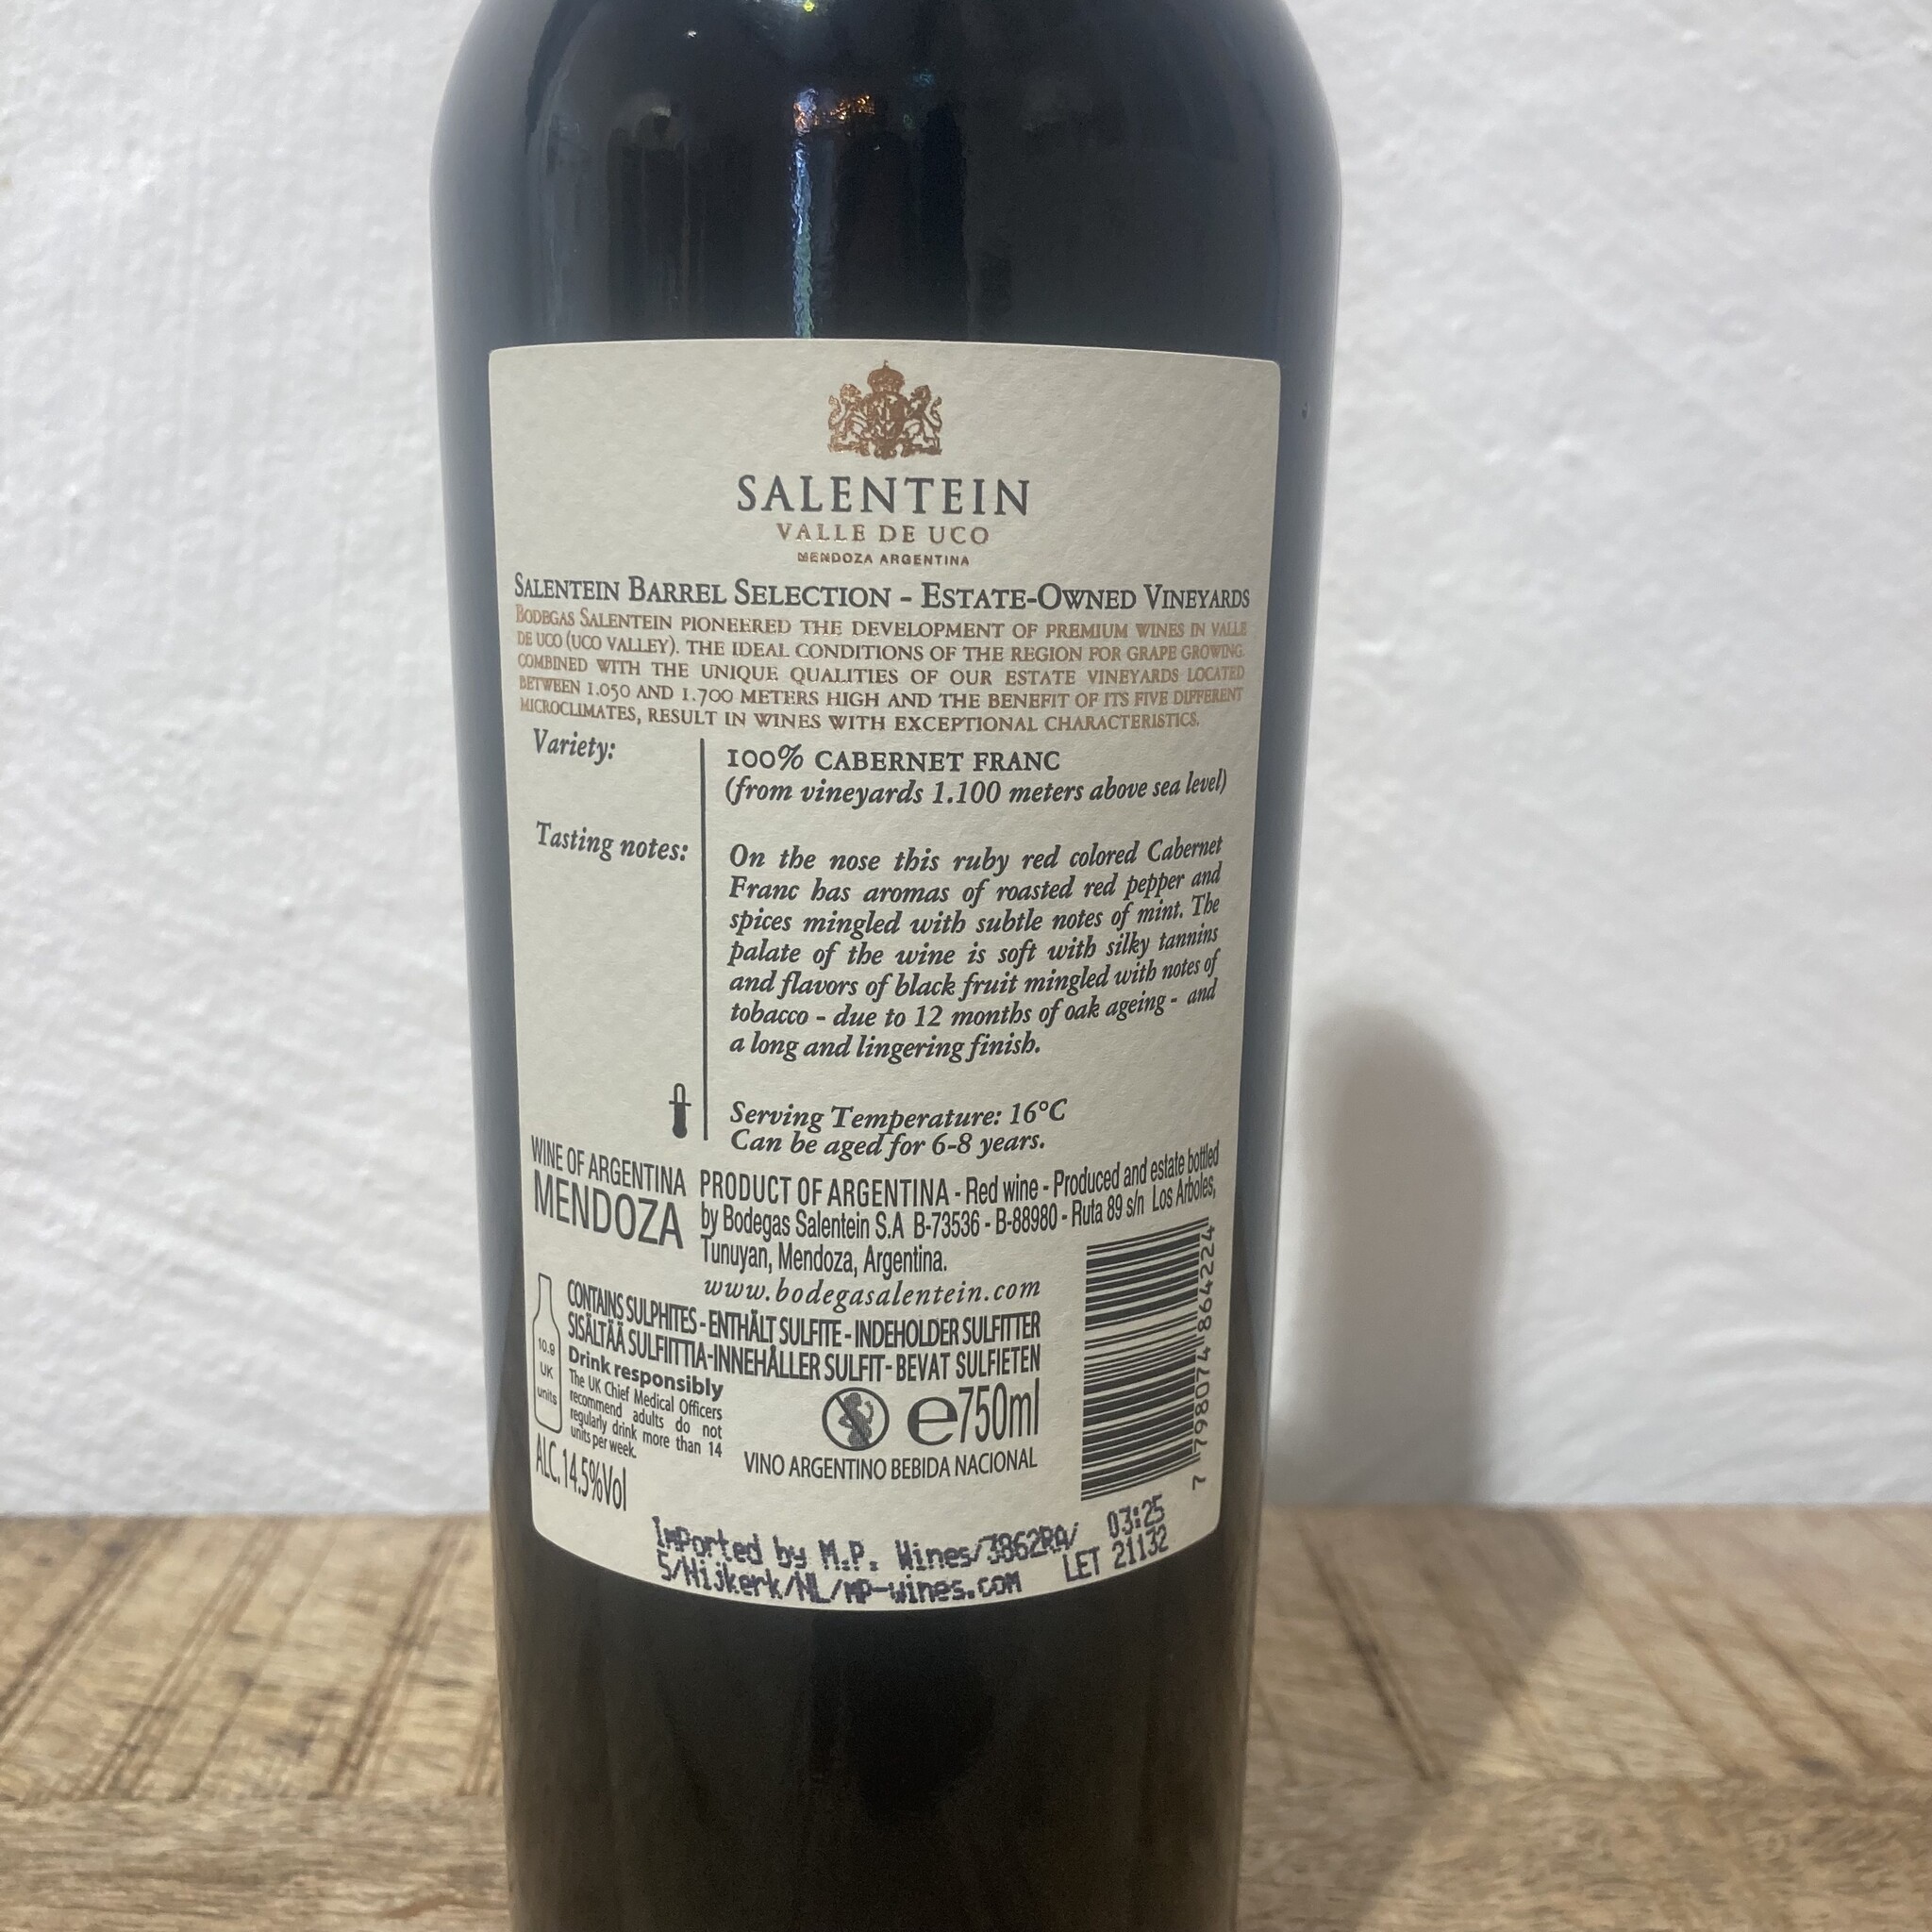 SALENTEIN
VALLE DE UCO
MENDOZA ARGENTINA
SALENTEIN BARREL SELECTION - ESTATE-OWNED VINEYARDS
BODEGAS SALENTEIN PIONEERED THE DEVELOPMENT OF PREMIUM WINES IN VALLE
DE UCO (UCO VALLEY). THE IDEAL CONDITIONS OF THE REGION FOR GRAPE GROWING,
COMBINED WITH THE UNIQUE QUALITIES OF OUR ESTATE VINEYARDS LOCATED
BETWEEN 1.050 AND 1.700 METERS HIGH AND THE BENEFIT OF ITS FIVE DIFFERENT
MICROCLIMATES, RESULT IN WINES WITH EXCEPTIONAL CHARACTERISTICS.
Variety:
100% CABERNET FRANC
(from vineyards 1.100 meters above sea level)
Tasting notes:
On the nose this ruby red colored Cabernet
Franc has aromas of roasted red pepper and
spices mingled with subtle notes of mint. The
palate of the wine is soft with silky tannins
and flavors of black fruit mingled with notes of
tobacco - due to 12 months of oak ageing - and
a long and lingering finish.
Serving Temperature: 16°C
Can be aged for 6-8 years.
WINE OF ARGENTINA
MENDOZA
PRODUCT OF ARGENTINA - Red wine - Produced and estate bottled
by Bodegas Salentein S.A B-73536 - B-88980 - Ruta 89 s/n Los Arboles,
Tunuyan, Mendoza, Argentina.
www.bodegasalentein.com
CONTAINS SULPHITES - ENTHÄLT SULFITE - INDEHOLDER SULFITTER
SISÄLTÄÄ SULFIITTIA-INNEHÅLLER SULFIT- BEVAT SULFIETEN
10.9
UK
units
Drink responsibly
The UK Chief Medical Officers
recommend adults do not
regularly drink more than 14
units per week.
ALC.14.5%Vol
e750ml
VINO ARGENTINO BEBIDA NACIONAL
7 798074 864224
Imported by M.P. Wines/3862RA/
5/Nijkerk/NL/mp-wines.com
03:25
LET 21132